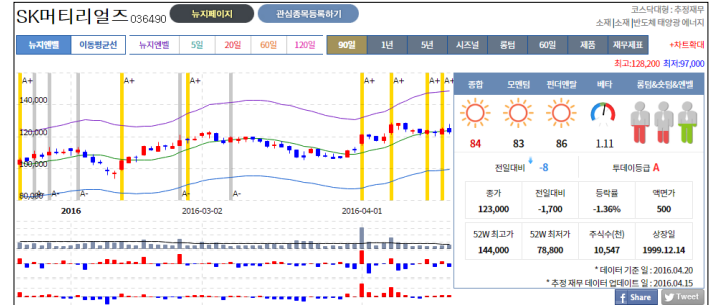 SK머티리얼즈 036490 뉴지페이지 관심종목등록하기
코스닥대형 : 추정재무
소재 |소재 |반도체 태양광 에너지
뉴지엔벨 이동평균선 뉴지엔벨 5일 20일 60일 120일 90일 1년 5년 시즈널 롱텀 60일 제품 재무제표 +차트확대
최고:128,200 최저:97,000
A+ A+ A+ A+ A+ A+
140,000
120,000
100,000
80,000
A- A- A- A-
2016 2016-03-02 2016-04-01
종합 모멘텀 펀더멘탈 베타 롱텀&숏텀&엔벨
84 83 86 1.11
전일대비 -8 투데이등급 A
종가 전일대비 등락률 액면가
123,000 -1,700 -1.36% 500
52W 최고가 52W 최저가 주식수(천) 상장일
144,000 78,800 10,547 1999.12.14
* 데이터 기준 일 : 2016.04.20
* 추정 재무 데이터 업데이트 일 : 2016.04.15
f Share Tweet